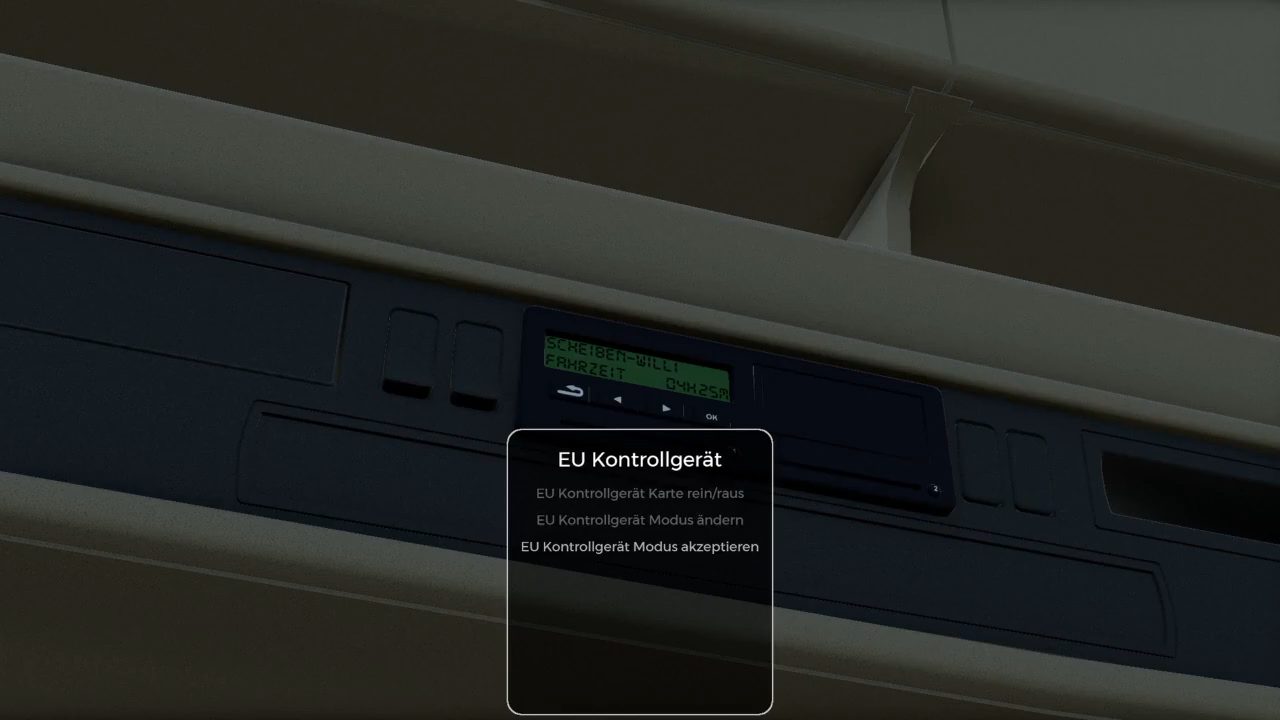 SCHEIBEN-WILLI
FAHRZEIT 04H25M
OK
2
EU Kontrollgerät
EU Kontrollgerät Karte rein/raus
EU Kontrollgerät Modus ändern
EU Kontrollgerät Modus akzeptieren